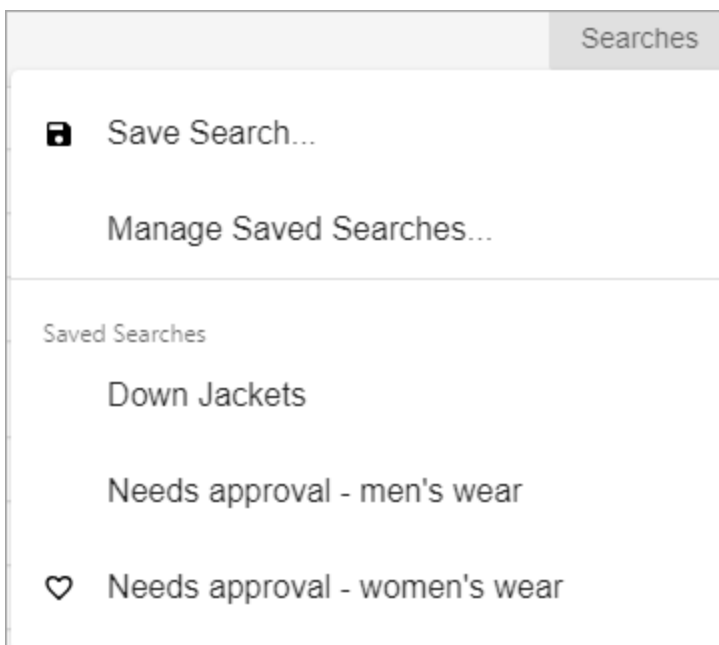 Searches
Save Search...
Manage Saved Searches...
Saved Searches
Down Jackets
Needs approval - men's wear
Needs approval - women's wear